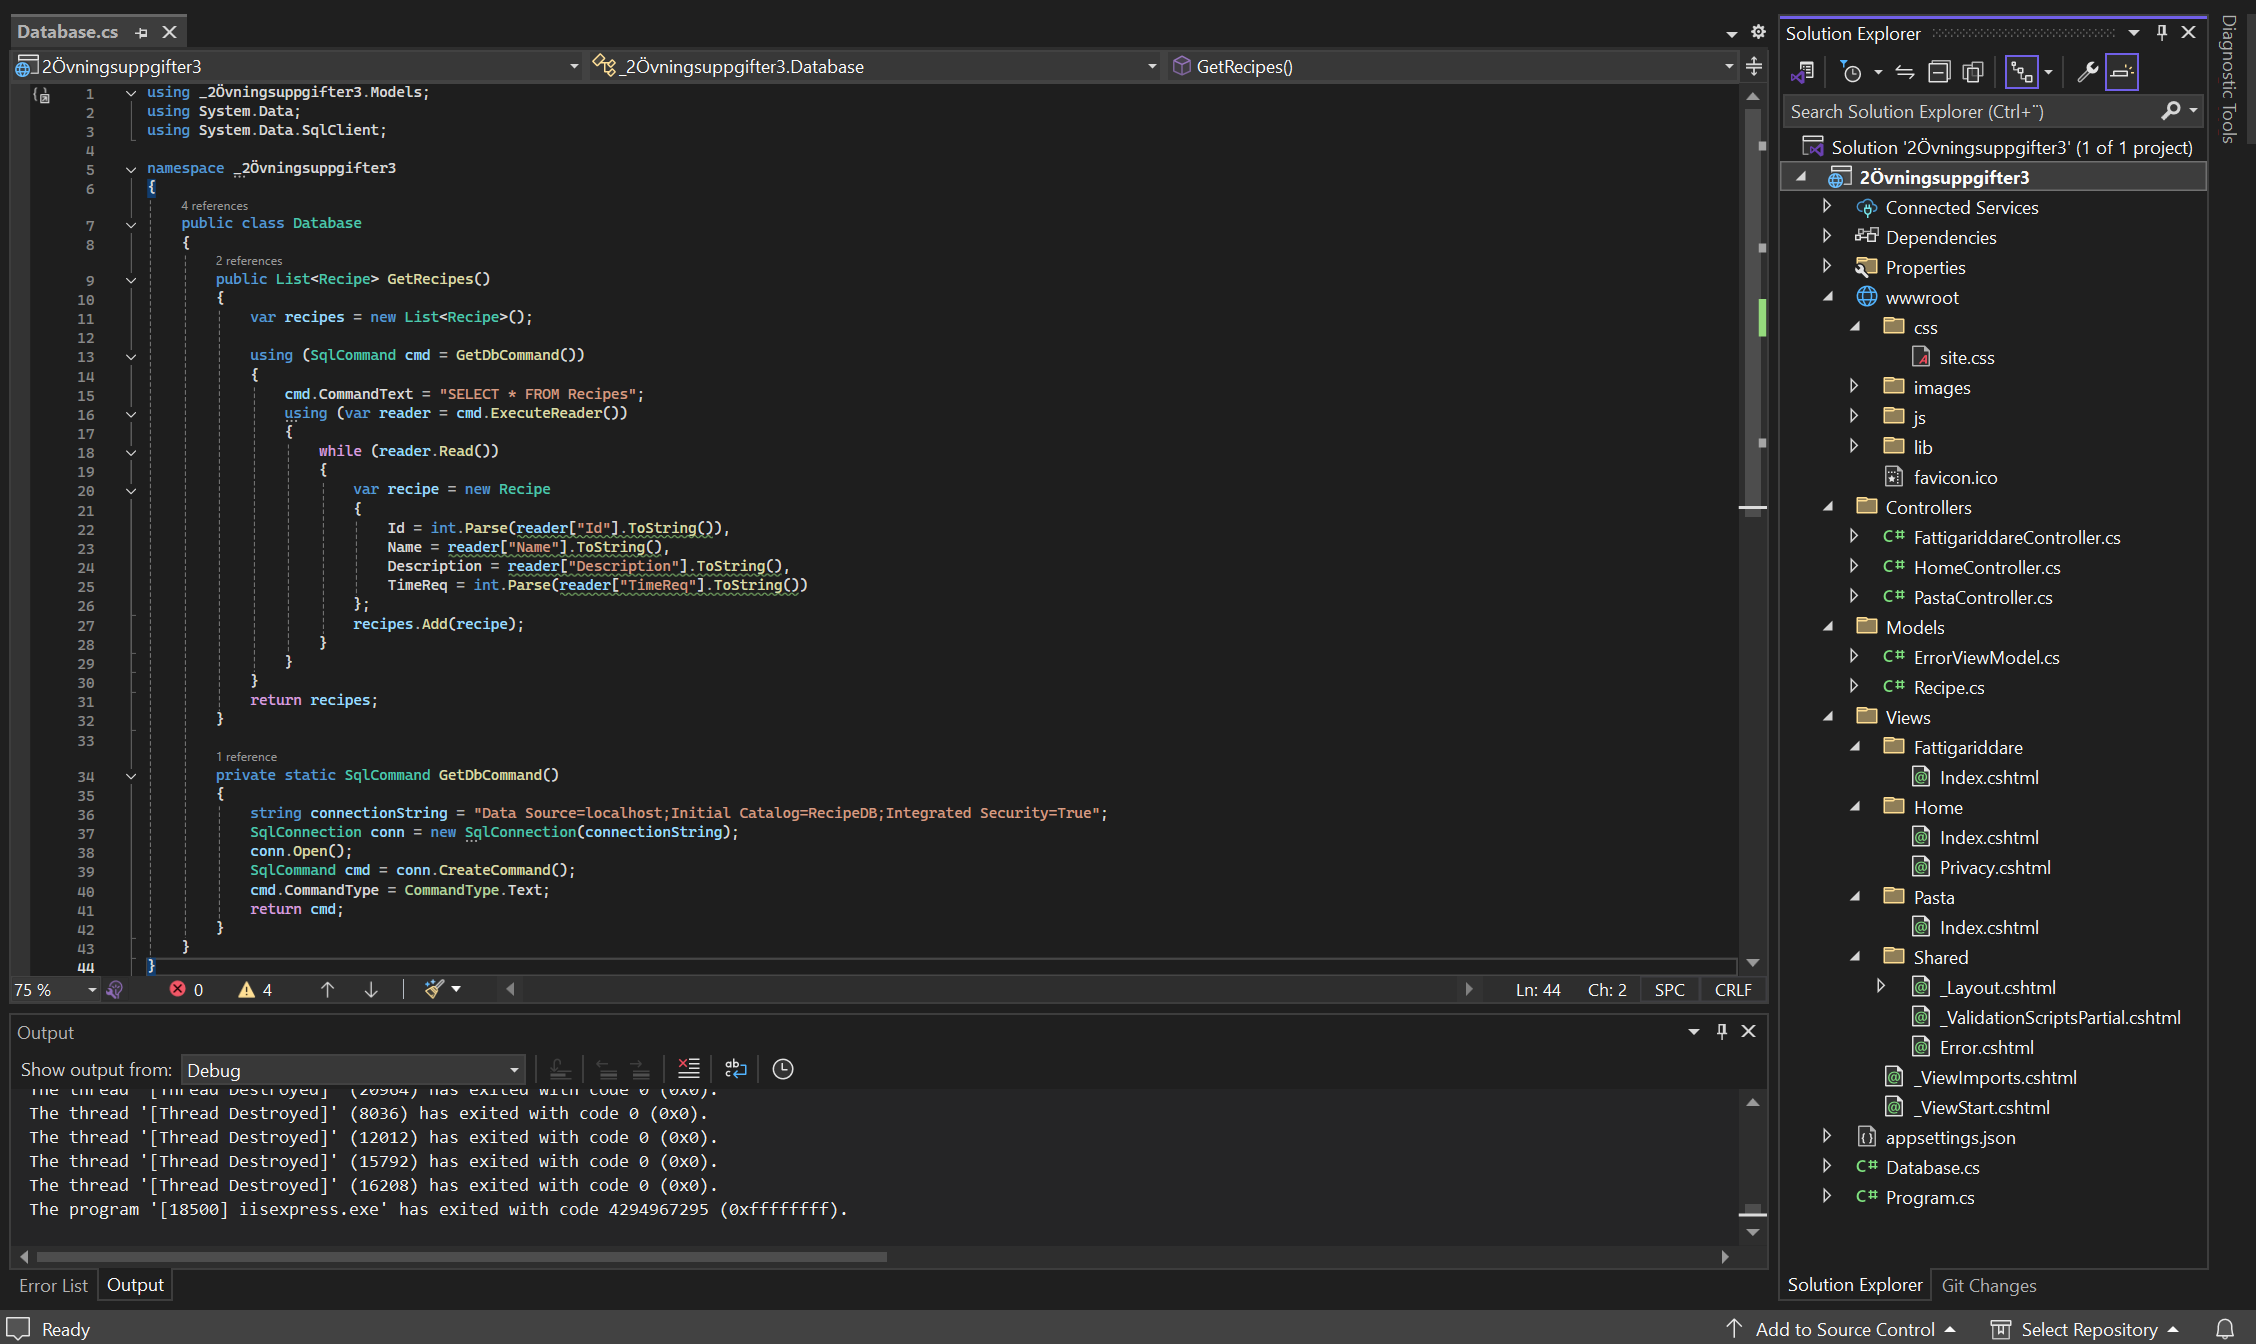 Database.cs
2Övningsuppgifter3
_2Övningsuppgifter3.Database
GetRecipes()
1 using _2Övningsuppgifter3.Models;
2 using System.Data;
3 using System.Data.SqlClient;
4
5 namespace _2Övningsuppgifter3
6 {
4 references
7 public class Database
8 {
2 references
9 public List<Recipe> GetRecipes()
10 {
11 var recipes = new List<Recipe>();
12
13 using (SqlCommand cmd = GetDbCommand())
14 {
15 cmd.CommandText = "SELECT * FROM Recipes";
16 using (var reader = cmd.ExecuteReader())
17 {
18 while (reader.Read())
19 {
20 var recipe = new Recipe
21 {
22 Id = int.Parse(reader["Id"].ToString()),
23 Name = reader["Name"].ToString(),
24 Description = reader["Description"].ToString(),
25 TimeReq = int.Parse(reader["TimeReq"].ToString())
26 };
27 recipes.Add(recipe);
28 }
29 }
30 }
31 return recipes;
32 }
33
1 reference
34 private static SqlCommand GetDbCommand()
35 {
36 string connectionString = "Data Source=localhost;Initial Catalog=RecipeDB;Integrated Security=True";
37 SqlConnection conn = new SqlConnection(connectionString);
38 conn.Open();
39 SqlCommand cmd = conn.CreateCommand();
40 cmd.CommandType = CommandType.Text;
41 return cmd;
42 }
43 }
44 }
75 % 0 4 Ln: 44 Ch: 2 SPC CRLF
Output
Show output from: Debug
The thread '[Thread Destroyed]' (20964) has exited with code 0 (0x0).
The thread '[Thread Destroyed]' (8036) has exited with code 0 (0x0).
The thread '[Thread Destroyed]' (12012) has exited with code 0 (0x0).
The thread '[Thread Destroyed]' (15792) has exited with code 0 (0x0).
The thread '[Thread Destroyed]' (16208) has exited with code 0 (0x0).
The program '[18500] iisexpress.exe' has exited with code 4294967295 (0xffffffff).
Error List Output
Solution Explorer
Search Solution Explorer (Ctrl+¨)
Solution '2Övningsuppgifter3' (1 of 1 project)
2Övningsuppgifter3
Connected Services
Dependencies
Properties
wwwroot
css
site.css
images
js
lib
favicon.ico
Controllers
C# FattigariddareController.cs
C# HomeController.cs
C# PastaController.cs
Models
C# ErrorViewModel.cs
C# Recipe.cs
Views
Fattigariddare
Index.cshtml
Home
Index.cshtml
Privacy.cshtml
Pasta
Index.cshtml
Shared
_Layout.cshtml
_ValidationScriptsPartial.cshtml
Error.cshtml
_ViewImports.cshtml
_ViewStart.cshtml
appsettings.json
C# Database.cs
C# Program.cs
Solution Explorer Git Changes
Diagnostic Tools
Ready
Add to Source Control
Select Repository